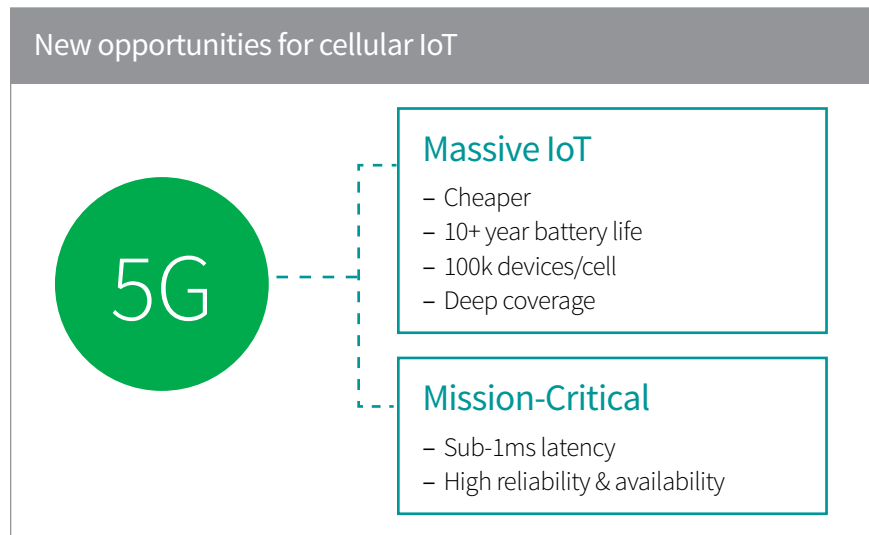 New opportunities for cellular IoT
5G
Massive IoT
– Cheaper
– 10+ year battery life
– 100k devices/cell
– Deep coverage
Mission-Critical
– Sub-1ms latency
– High reliability & availability